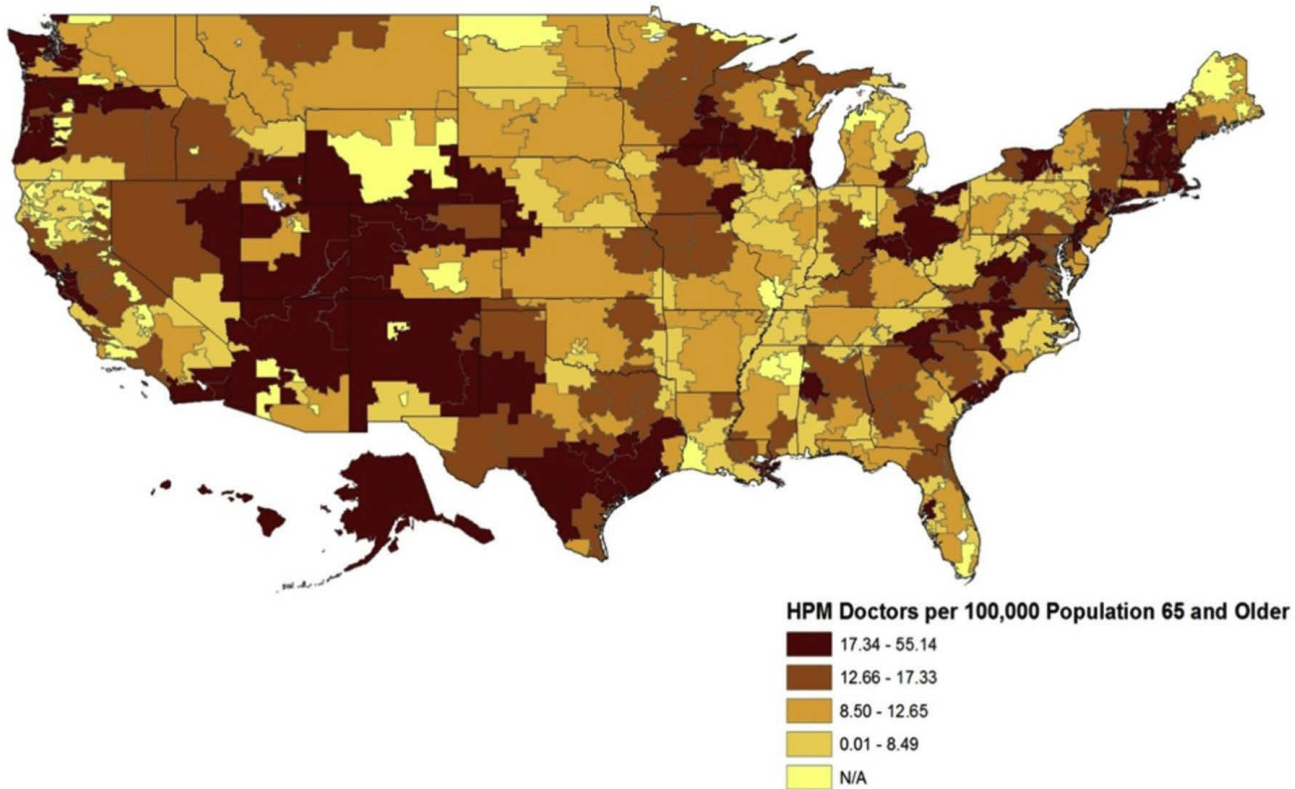 HPM Doctors per 100,000 Population 65 and Older
17.34 - 55.14
12.66 - 17.33
8.50 - 12.65
0.01 - 8.49
N/A